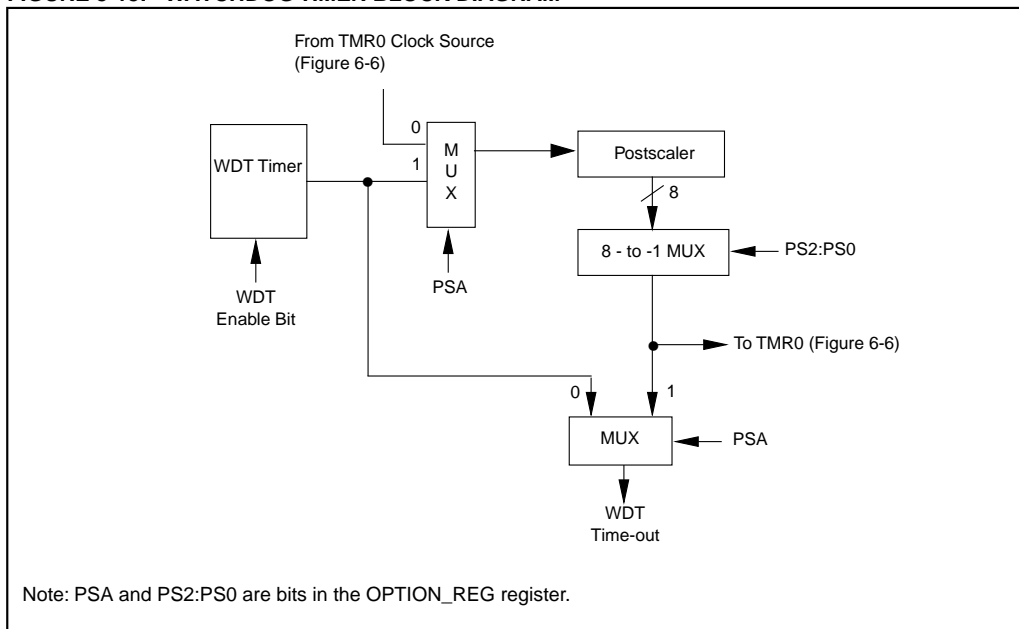 From TMR0 Clock Source
(Figure 6-6)
0
1
M
U
X
WDT Timer
Postscaler
8
8 - to -1 MUX
PS2:PS0
PSA
WDT
Enable Bit
To TMR0 (Figure 6-6)
0
1
MUX
PSA
WDT
Time-out
Note: PSA and PS2:PS0 are bits in the OPTION_REG register.